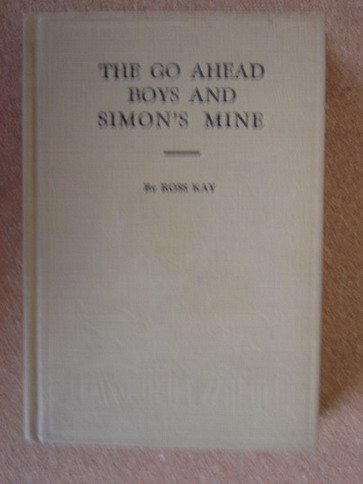 THE GO AHEAD
BOYS AND
SIMON'S MINE
By ROSS KAY